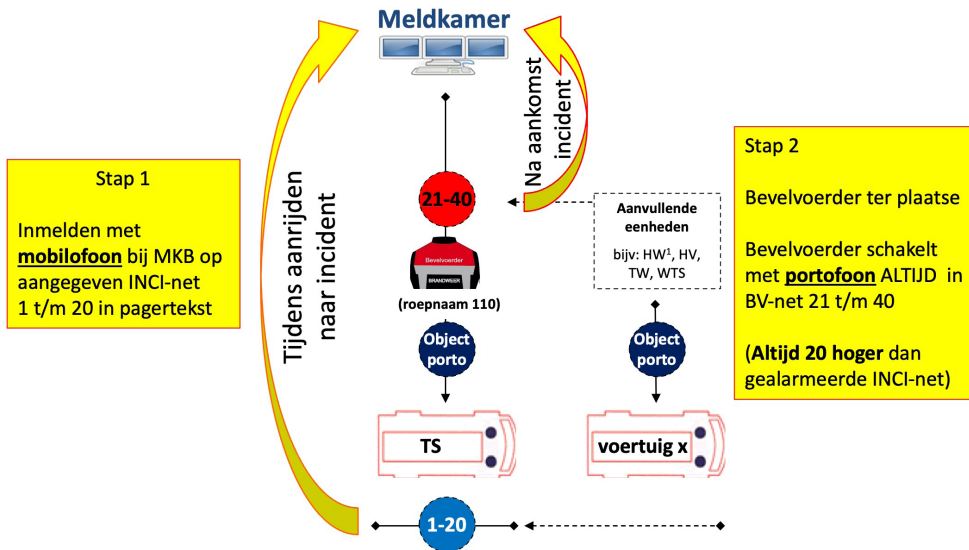 Meldkamer
Stap 1
Inmelden met
mobilofoon bij MKB op
aangegeven INCI-net
1 t/m 20 in pagertekst
Tijdens aanrijden
naar incident
Na aankomst
incident
21-40
Bevelvoerder
BRANDWEER
(roepnaam 110)
Object
porto
TS
1-20
Aanvullende
eenheden
bijv: HW¹, HV,
TW, WTS
Object
porto
voertuig x
Stap 2
Bevelvoerder ter plaatse
Bevelvoerder schakelt
met portofoon ALTIJD in
BV-net 21 t/m 40
(Altijd 20 hoger dan
gealarmeerde INCI-net)